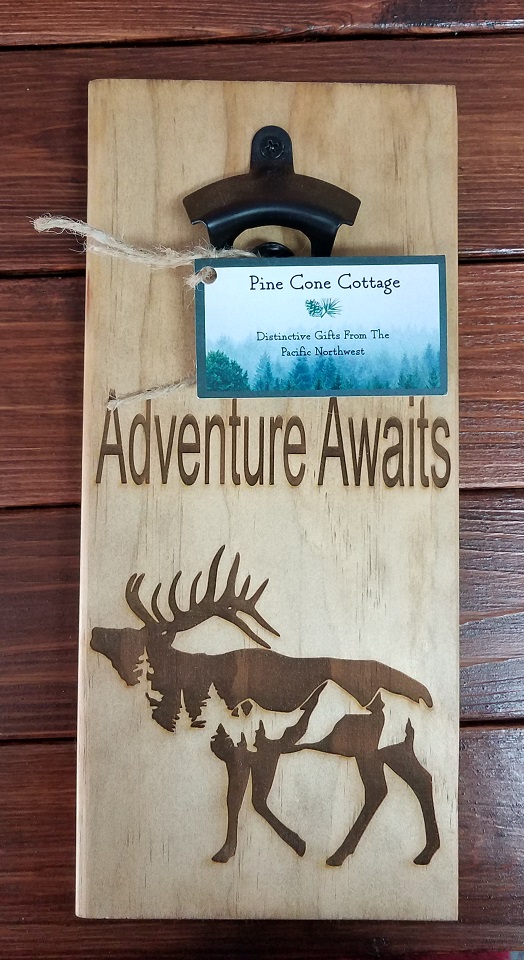 Pine Cone Cottage
Distinctive Gifts From The
Pacific Northwest
Adventure Awaits